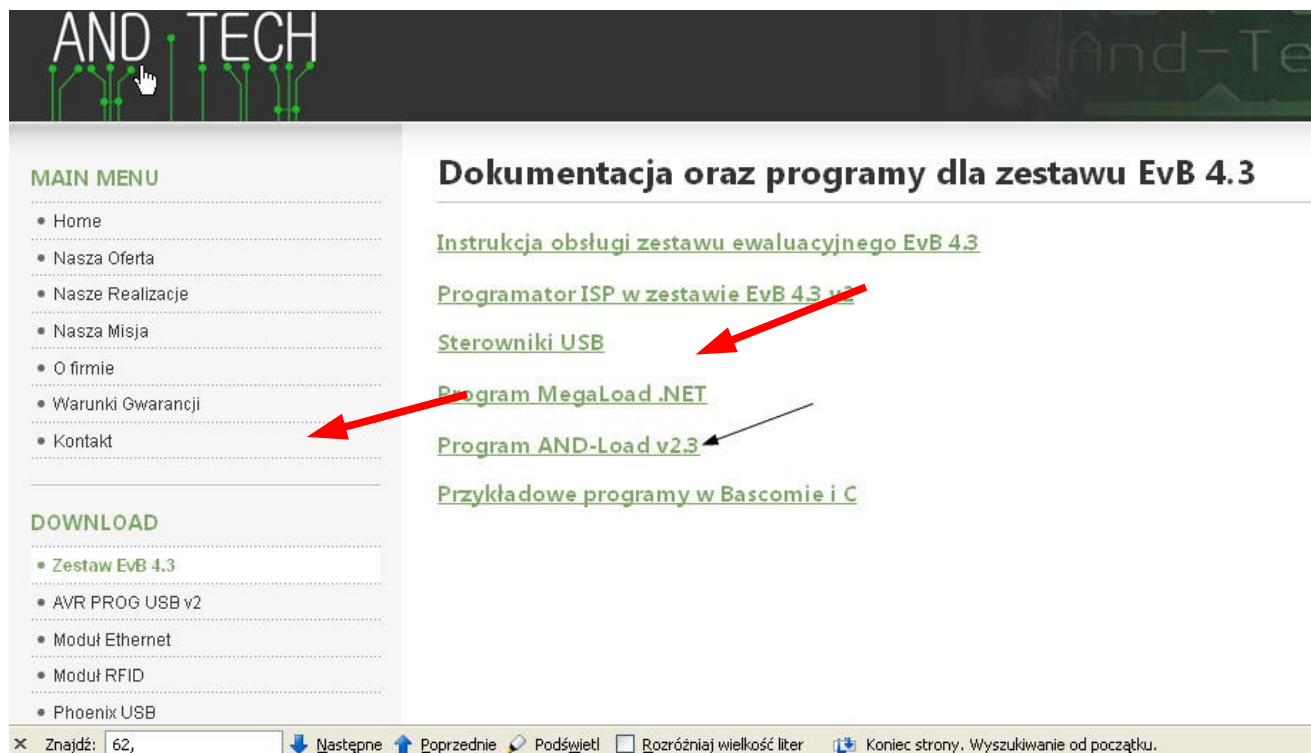 AND TECH
And-Te
MAIN MENU
Home
Nasza Oferta
Nasze Realizacje
Nasza Misja
O firmie
Warunki Gwarancji
Kontakt
DOWNLOAD
Zestaw EvB 4.3
AVR PROG USB v2
Moduł Ethernet
Moduł RFID
Phoenix USB
Dokumentacja oraz programy dla zestawu EvB 4.3
Instrukcja obsługi zestawu ewaluacyjnego EvB 4.3
Programator ISP w zestawie EvB 4.3 v2
Sterowniki USB
Program MegaLoad .NET
Program AND-Load v2.3
Przykładowe programy w Bascomie i C
Znajdź: 62, Następne Poprzednie Podświetl Rozróżniaj wielkość liter Koniec strony. Wyszukiwanie od początku.